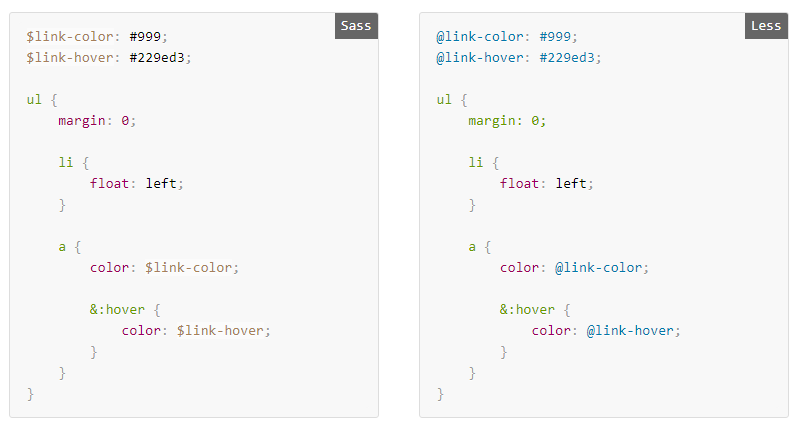 Sass
$link-color: #999;
$link-hover: #229ed3;
ul {
margin: 0;
li {
float: left;
}
a {
color: $link-color;
&:hover {
color: $link-hover;
}
}
}
Less
@link-color: #999;
@link-hover: #229ed3;
ul {
margin: 0;
li {
float: left;
}
a {
color: @link-color;
&:hover {
color: @link-hover;
}
}
}